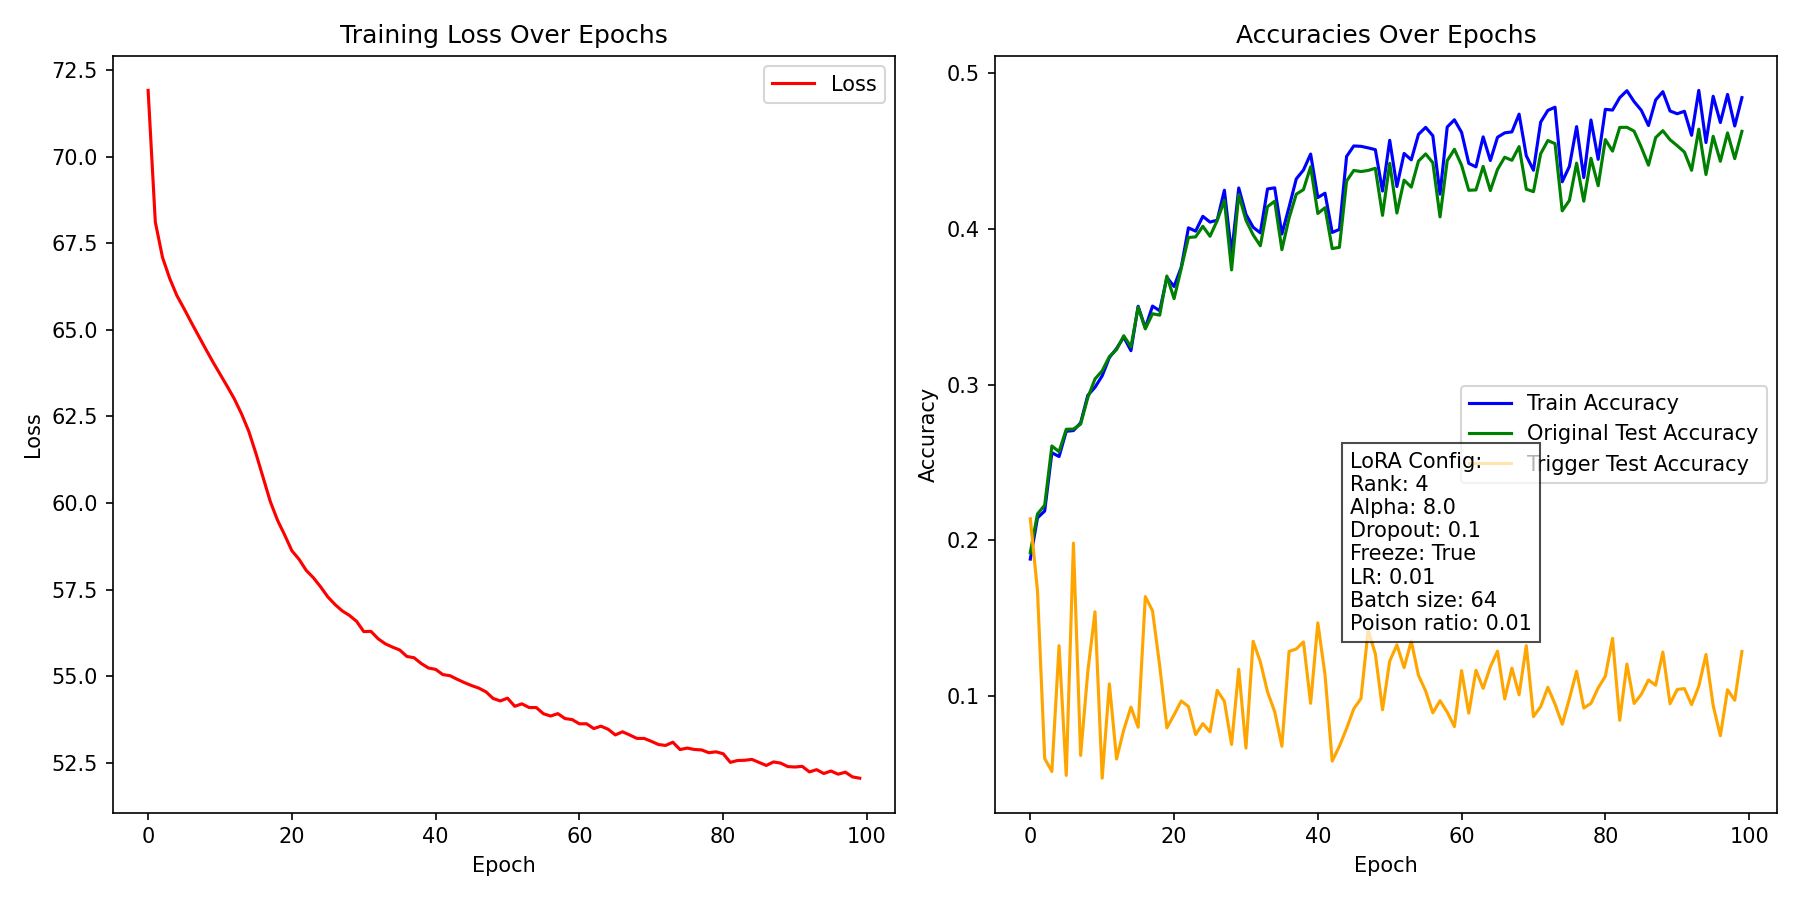 Training Loss Over Epochs
72.5
70.0
67.5
65.0
62.5
60.0
57.5
55.0
52.5
Loss
Loss
0
20
40
60
80
100
Epoch
Accuracies Over Epochs
0.5
0.4
0.3
0.2
0.1
Accuracy
Train Accuracy
Original Test Accuracy
Trigger Test Accuracy
LoRA Config:
Rank: 4
Alpha: 8.0
Dropout: 0.1
Freeze: True
LR: 0.01
Batch size: 64
Poison ratio: 0.01
0
20
40
60
80
100
Epoch